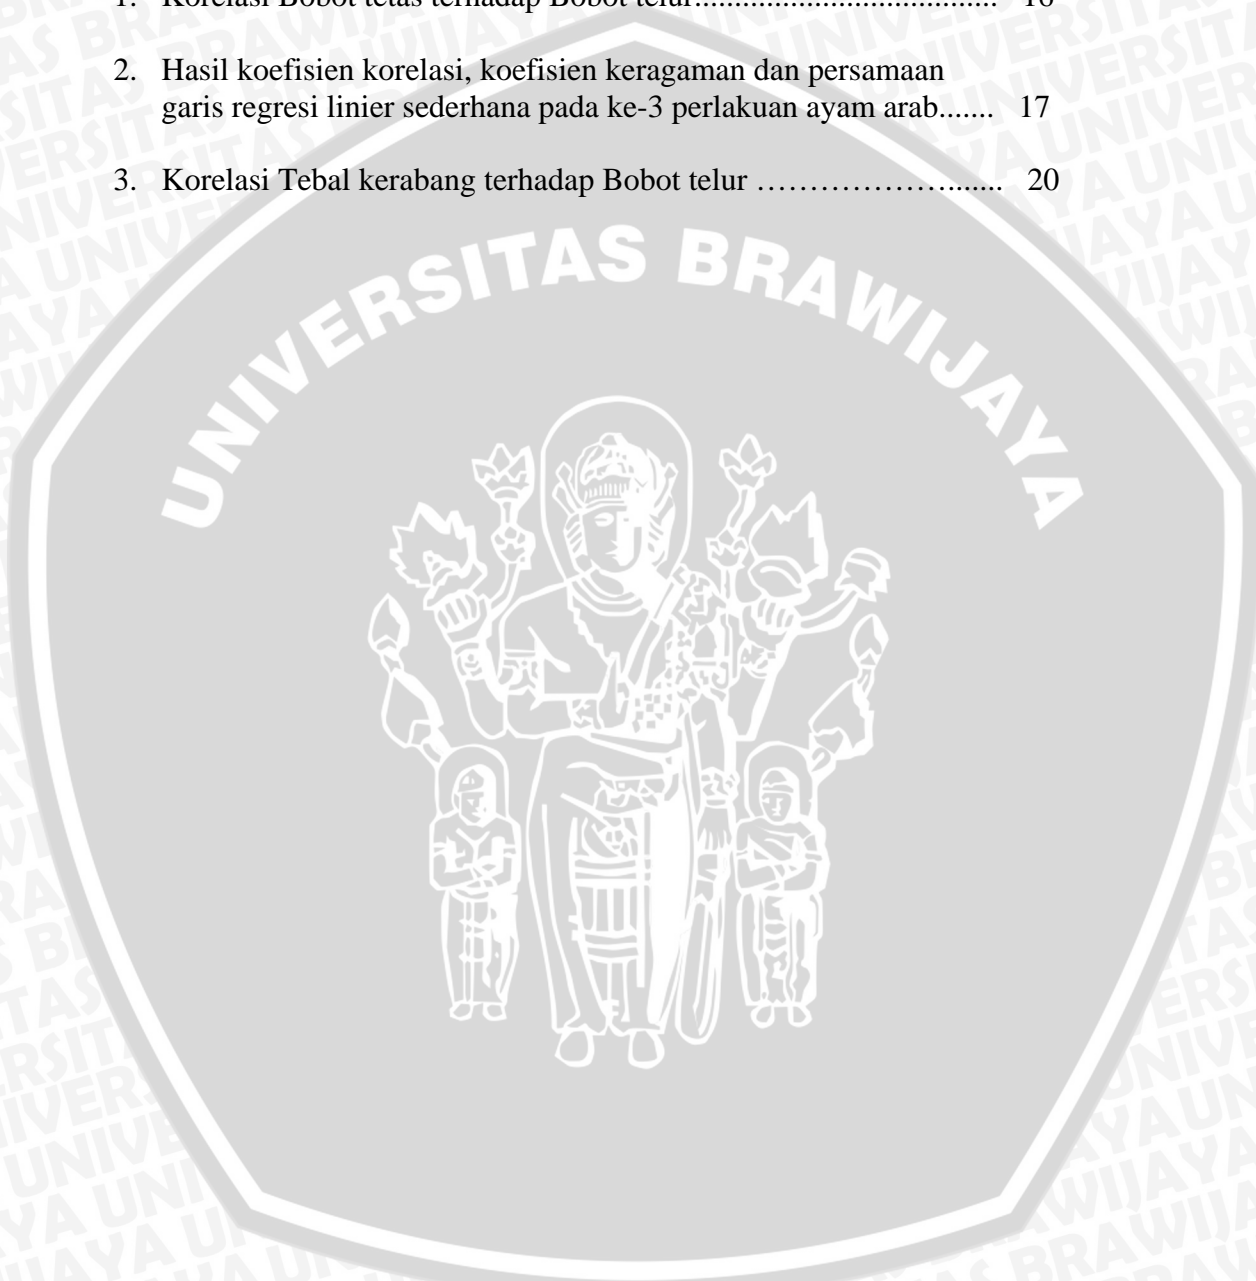 1. Korelasi Bobot tetas terhadap Bobot telur...................................... 16
2. Hasil koefisien korelasi, koefisien keragaman dan persamaan
garis regresi linier sederhana pada ke-3 perlakuan ayam arab....... 17
3. Korelasi Tebal kerabang terhadap Bobot telur ………………....... 20
UNIVERSITAS BRAWIJAYA